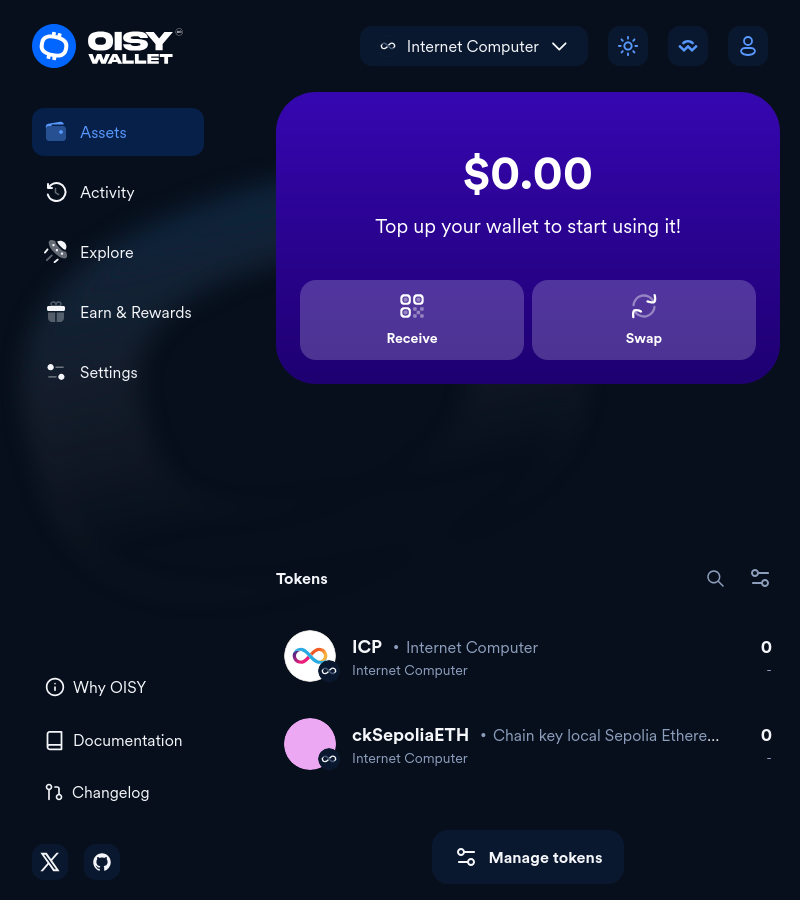 OISY
WALLET
Internet Computer
Assets
Activity
Explore
Earn & Rewards
Settings
$0.00
Top up your wallet to start using it!
Receive
Swap
Tokens
ICP • Internet Computer
0
Internet Computer
-
ckSepoliaETH • Chain key local Sepolia Ethere...
0
Internet Computer
-
Why OISY
Documentation
Changelog
Manage tokens